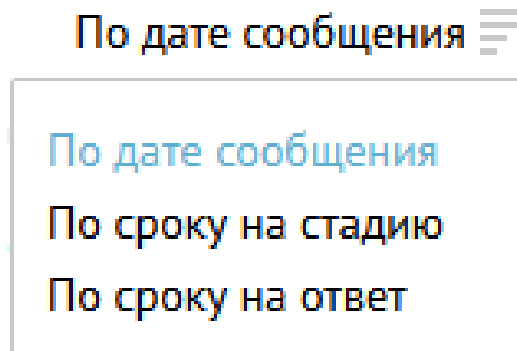 По дате сообщения
По дате сообщения
По сроку на стадию
По сроку на ответ